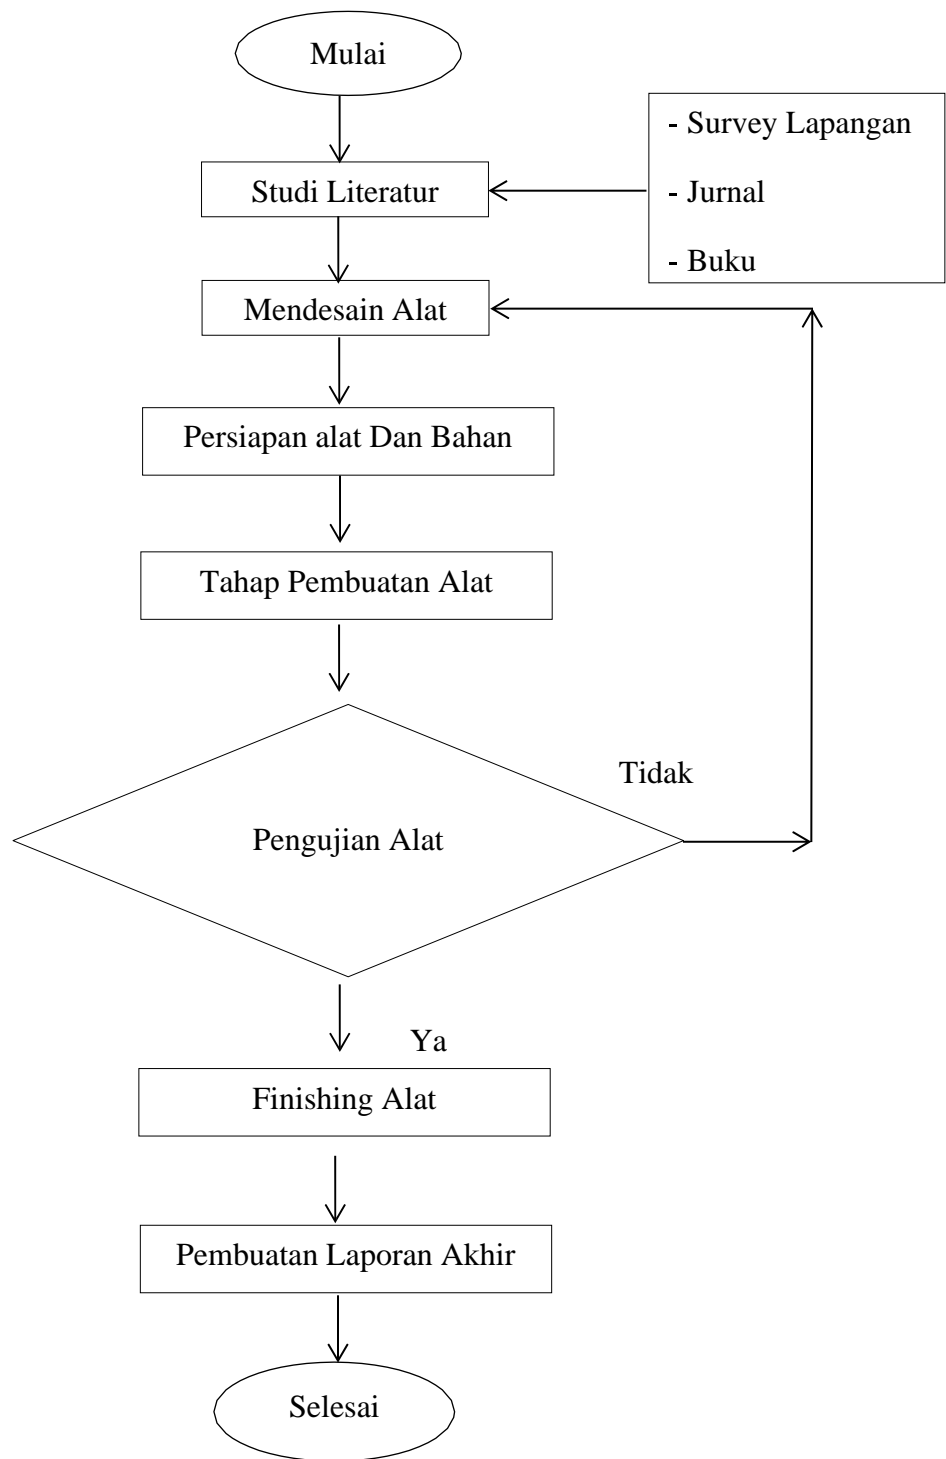 Mulai
- Survey Lapangan
Studi Literatur
- Jurnal
- Buku
Mendesain Alat
Persiapan alat Dan Bahan
Tahap Pembuatan Alat
Tidak
Pengujian Alat
Ya
Finishing Alat
Pembuatan Laporan Akhir
Selesai